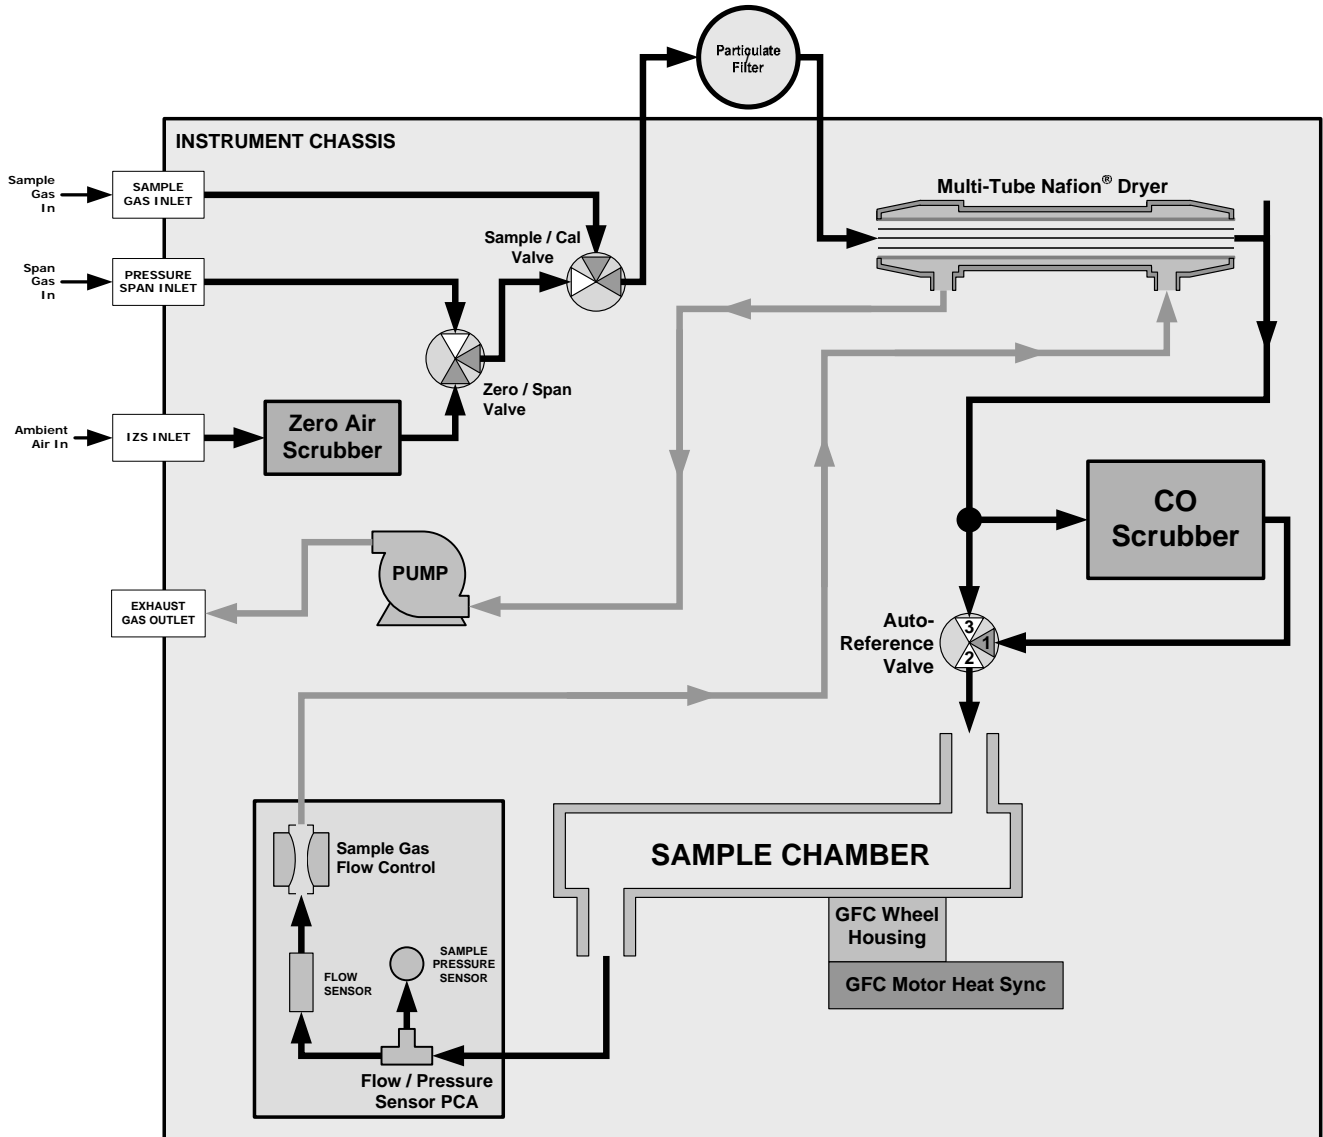 Particulate
Filter
INSTRUMENT CHASSIS
Sample
Gas
In
SAMPLE
GAS INLET
Multi-Tube Nafion® Dryer
Sample / Cal
Valve
Span
Gas
In
PRESSURE
SPAN INLET
Zero / Span
Valve
Ambient
Air In
IZS INLET
Zero Air
Scrubber
CO
Scrubber
PUMP
EXHAUST
GAS OUTLET
Auto-
Reference
Valve
3
1
2
Sample Gas
Flow Control
SAMPLE CHAMBER
GFC Wheel
Housing
SAMPLE
PRESSURE
SENSOR
FLOW
SENSOR
GFC Motor Heat Sync
Flow / Pressure
Sensor PCA